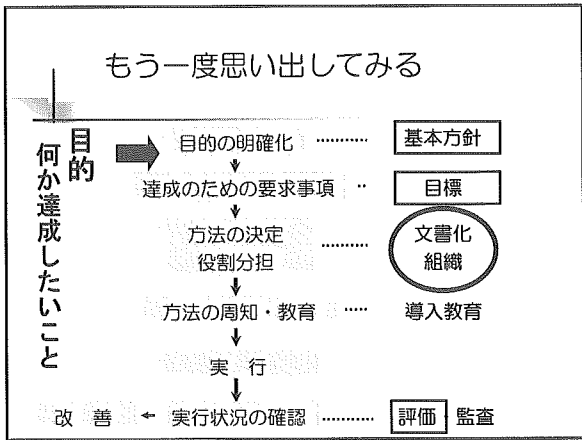 もう一度思い出してみる
目的
何か達成したいこと
目的の明確化 ………… 基本方針
達成のための要求事項 ‥ 目標
方法の決定
役割分担 ………… 文書化
組織
方法の周知・教育 …… 導入教育
実 行
改 善 ← 実行状況の確認 ………… 評価・監査